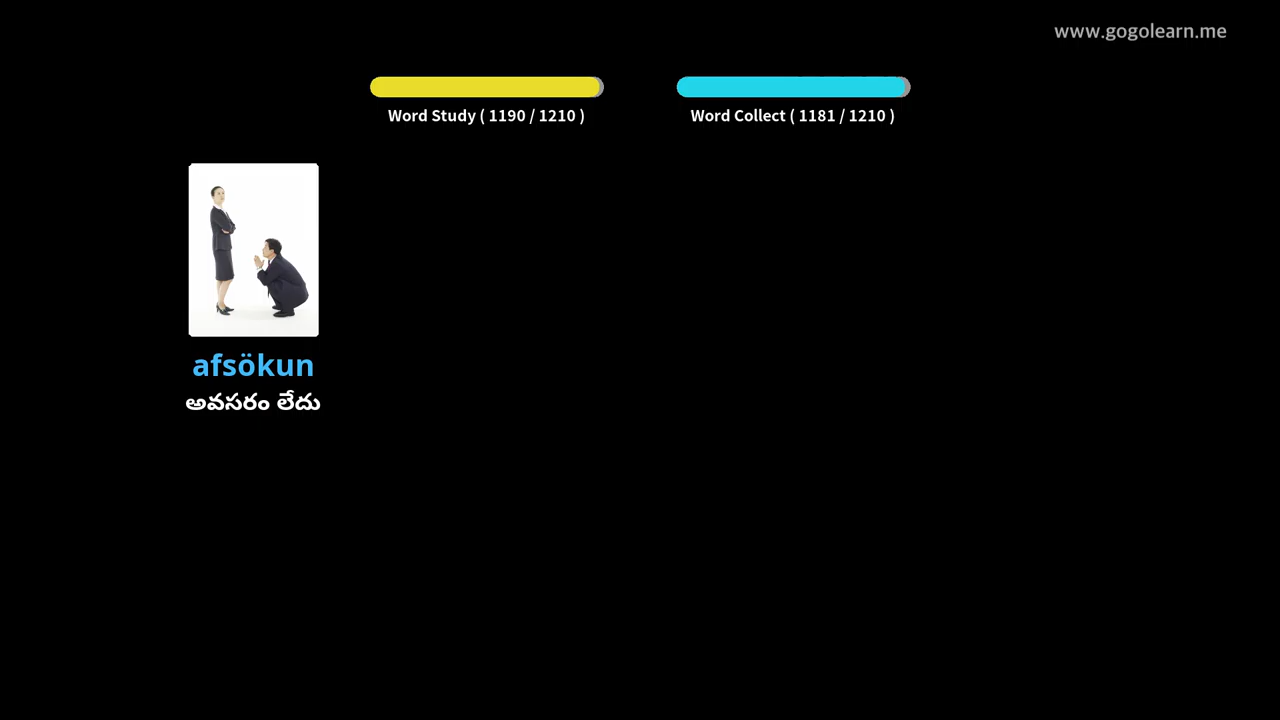 www.gogolearn.me
Word Study ( 1190 / 1210 )
Word Collect ( 1181 / 1210 )
afsökun
అవసరం లేదు